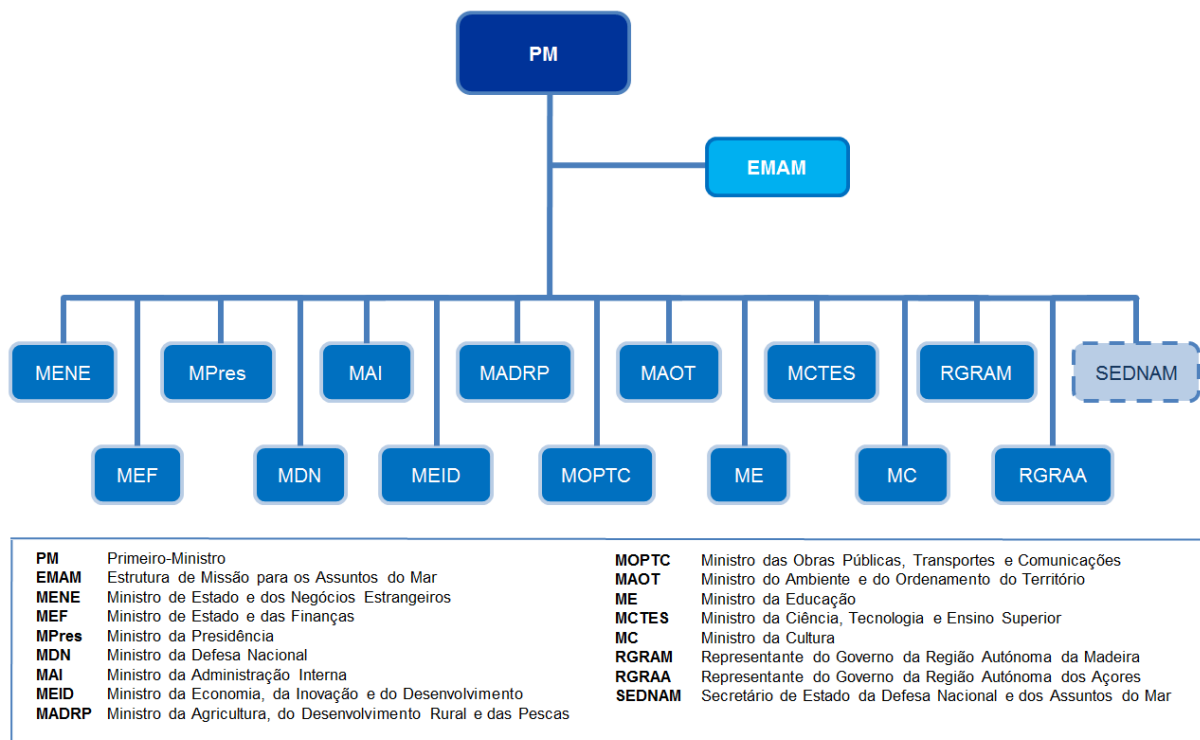 PM
EMAM
MENE
MPres
MAI
MADRP
MAOT
MCTES
RGRAM
SEDNAM
MEF
MDN
MEID
MOPTC
ME
MC
RGRAA
PM Primeiro-Ministro
EMAM Estrutura de Missão para os Assuntos do Mar
MENE Ministro de Estado e dos Negócios Estrangeiros
MEF Ministro de Estado e das Finanças
MPres Ministro da Presidência
MDN Ministro da Defesa Nacional
MAI Ministro da Administração Interna
MEID Ministro da Economia, da Inovação e do Desenvolvimento
MADRP Ministro da Agricultura, do Desenvolvimento Rural e das Pescas
MOPTC Ministro das Obras Públicas, Transportes e Comunicações
MAOT Ministro do Ambiente e do Ordenamento do Território
ME Ministro da Educação
MCTES Ministro da Ciência, Tecnologia e Ensino Superior
MC Ministro da Cultura
RGRAM Representante do Governo da Região Autónoma da Madeira
RGRAA Representante do Governo da Região Autónoma dos Açores
SEDNAM Secretário de Estado da Defesa Nacional e dos Assuntos do Mar